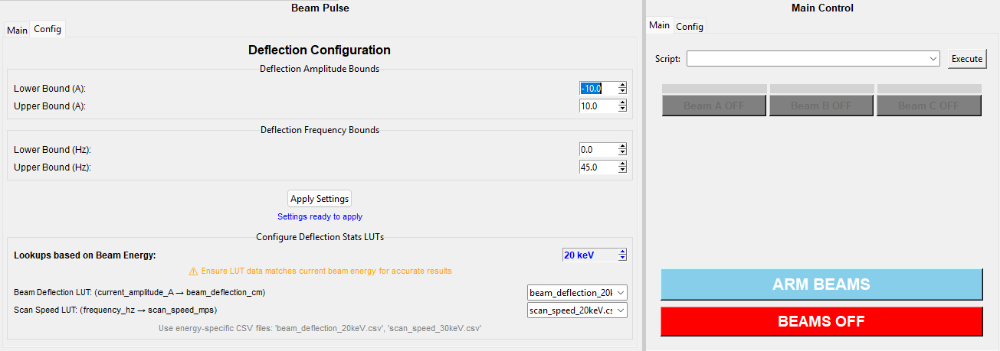 Beam Pulse
Main Config
Deflection Configuration
Deflection Amplitude Bounds
Lower Bound (A): -10.0
Upper Bound (A): 10.0
Deflection Frequency Bounds
Lower Bound (Hz): 0.0
Upper Bound (Hz): 45.0
Apply Settings
Settings ready to apply
Configure Deflection Stats LUTs
Lookups based on Beam Energy: 20 keV
⚠ Ensure LUT data matches current beam energy for accurate results
Beam Deflection LUT: (current_amplitude_A → beam_deflection_cm) beam_deflection_20k
Scan Speed LUT: (frequency_hz → scan_speed_mps) scan_speed_20keV.cs
Use energy-specific CSV files: 'beam_deflection_20keV.csv', 'scan_speed_30keV.csv'
Main Control
Main Config
Script: Execute
Beam A OFF Beam B OFF Beam C OFF
ARM BEAMS
BEAMS OFF